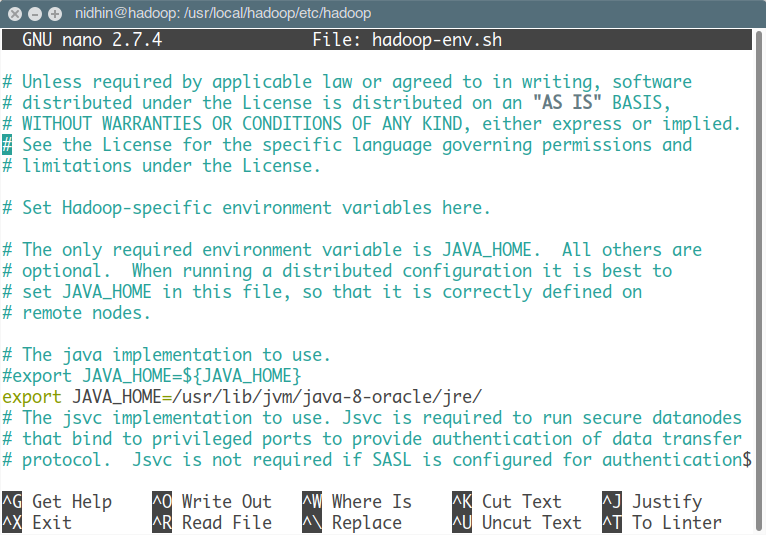 nidhin@hadoop: /usr/local/hadoop/etc/hadoop
GNU nano 2.7.4 File: hadoop-env.sh
# Unless required by applicable law or agreed to in writing, software
# distributed under the License is distributed on an "AS IS" BASIS,
# WITHOUT WARRANTIES OR CONDITIONS OF ANY KIND, either express or implied.
# See the License for the specific language governing permissions and
# limitations under the License.
# Set Hadoop-specific environment variables here.
# The only required environment variable is JAVA_HOME.  All others are
# optional.  When running a distributed configuration it is best to
# set JAVA_HOME in this file, so that it is correctly defined on
# remote nodes.
# The java implementation to use.
#export JAVA_HOME=${JAVA_HOME}
export JAVA_HOME=/usr/lib/jvm/java-8-oracle/jre/
# The jsvc implementation to use. Jsvc is required to run secure datanodes
# that bind to privileged ports to provide authentication of data transfer
# protocol.  Jsvc is not required if SASL is configured for authentication$
^G Get Help ^O Write Out ^W Where Is ^K Cut Text ^J Justify
^X Exit ^R Read File ^\ Replace ^U Uncut Text ^T To Linter